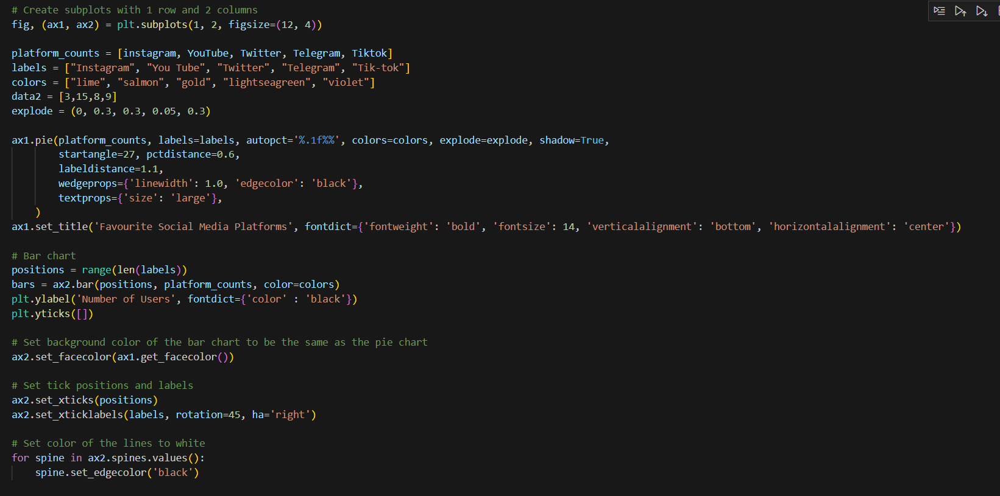 # Create subplots with 1 row and 2 columns
fig, (ax1, ax2) = plt.subplots(1, 2, figsize=(12, 4))
platform_counts = [instagram, YouTube, Twitter, Telegram, Tiktok]
labels = ["Instagram", "You Tube", "Twitter", "Telegram", "Tik-tok"]
colors = ["lime", "salmon", "gold", "lightseagreen", "violet"]
data2 = [3,15,8,9]
explode = (0, 0.3, 0.3, 0.05, 0.3)
ax1.pie(platform_counts, labels=labels, autopct='%.1f%%', colors=colors, explode=explode, shadow=True,
        startangle=27, pctdistance=0.6,
        labeldistance=1.1,
        wedgeprops={'linewidth': 1.0, 'edgecolor': 'black'},
        textprops={'size': 'large'},
    )
ax1.set_title('Favourite Social Media Platforms', fontdict={'fontweight': 'bold', 'fontsize': 14, 'verticalalignment': 'bottom', 'horizontalalignment': 'center'})
# Bar chart
positions = range(len(labels))
bars = ax2.bar(positions, platform_counts, color=colors)
plt.ylabel('Number of Users', fontdict={'color' : 'black'})
plt.yticks([])
# Set background color of the bar chart to be the same as the pie chart
ax2.set_facecolor(ax1.get_facecolor())
# Set tick positions and labels
ax2.set_xticks(positions)
ax2.set_xticklabels(labels, rotation=45, ha='right')
# Set color of the lines to white
for spine in ax2.spines.values():
    spine.set_edgecolor('black')